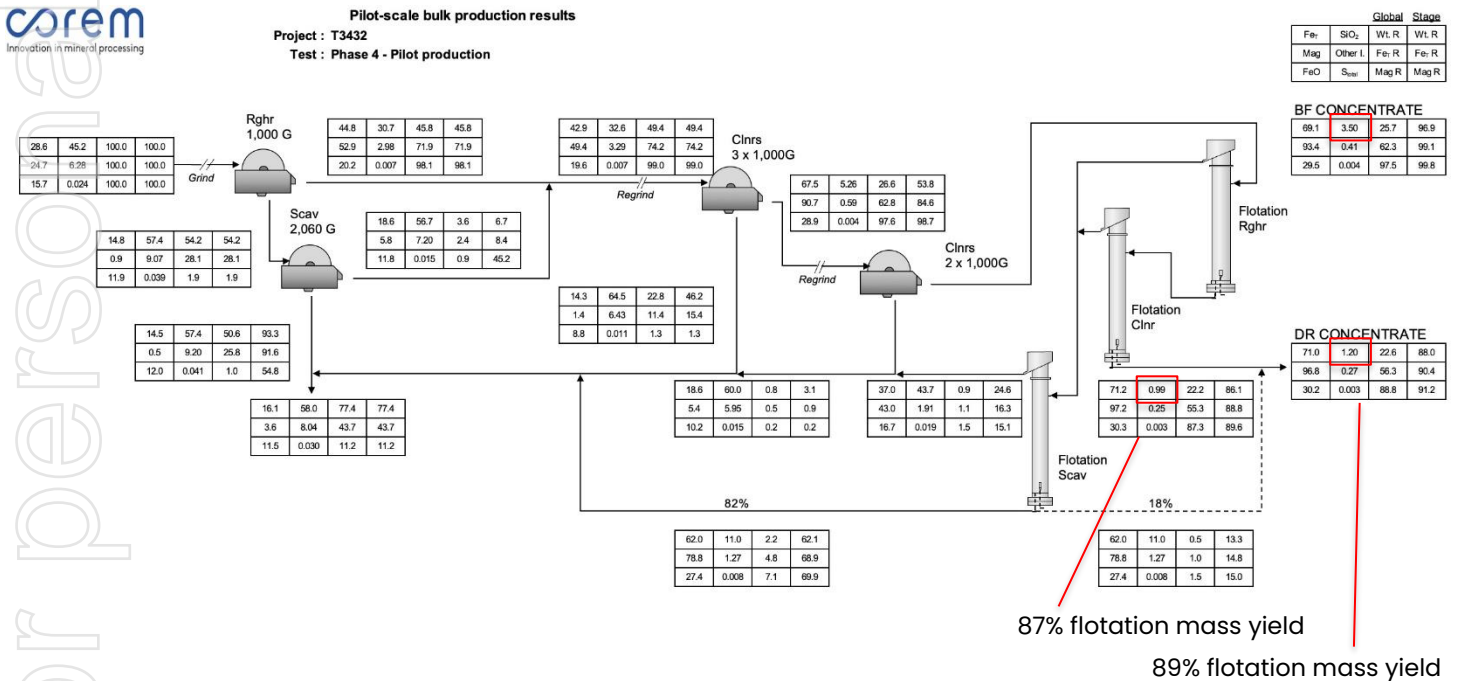 corem
Innovation in mineral processing
Pilot-scale bulk production results
Project : T3432
Test : Phase 4 - Pilot production
Global Stage
Fe_T SiO₂ Wt. R Wt. R
Mag Other I. Fe_T R Fe_T R
FeO S_total Mag R Mag R
BF CONCENTRATE
69.1 3.50 25.7 96.9
93.4 0.41 62.3 99.1
29.5 0.004 97.5 99.8
28.6 45.2 100.0 100.0
24.7 6.28 100.0 100.0
15.7 0.024 100.0 100.0
Grind
Rghr
1,000 G
44.8 30.7 45.8 45.8
52.9 2.98 71.9 71.9
20.2 0.007 98.1 98.1
42.9 32.6 49.4 49.4
49.4 3.29 74.2 74.2
19.6 0.007 99.0 99.0
Regrind
Clnrs
3 x 1,000G
67.5 5.26 26.6 53.8
90.7 0.59 62.8 84.6
28.9 0.004 97.6 98.7
Flotation
Rghr
Scav
2,060 G
18.6 56.7 3.6 6.7
5.8 7.20 2.4 8.4
11.8 0.015 0.9 45.2
14.8 57.4 54.2 54.2
0.9 9.07 28.1 28.1
11.9 0.039 1.9 1.9
Clnrs
2 x 1,000G
Regrind
14.3 64.5 22.8 46.2
1.4 6.43 11.4 15.4
8.8 0.011 1.3 1.3
Flotation
Clnr
14.5 57.4 50.6 93.3
0.5 9.20 25.8 91.6
12.0 0.041 1.0 54.8
DR CONCENTRATE
71.0 1.20 22.6 88.0
96.8 0.27 56.3 90.4
30.2 0.003 88.8 91.2
16.1 58.0 77.4 77.4
3.6 8.04 43.7 43.7
11.5 0.030 11.2 11.2
18.6 60.0 0.8 3.1
5.4 5.95 0.5 0.9
10.2 0.015 0.2 0.2
37.0 43.7 0.9 24.6
43.0 1.91 1.1 16.3
16.7 0.019 1.5 15.1
71.2 0.99 22.2 86.1
97.2 0.25 55.3 88.8
30.3 0.003 87.3 89.6
Flotation
Scav
82%
18%
62.0 11.0 2.2 62.1
78.8 1.27 4.8 68.9
27.4 0.008 7.1 69.9
62.0 11.0 0.5 13.3
78.8 1.27 1.0 14.8
27.4 0.008 1.5 15.0
87% flotation mass yield
89% flotation mass yield
or personal